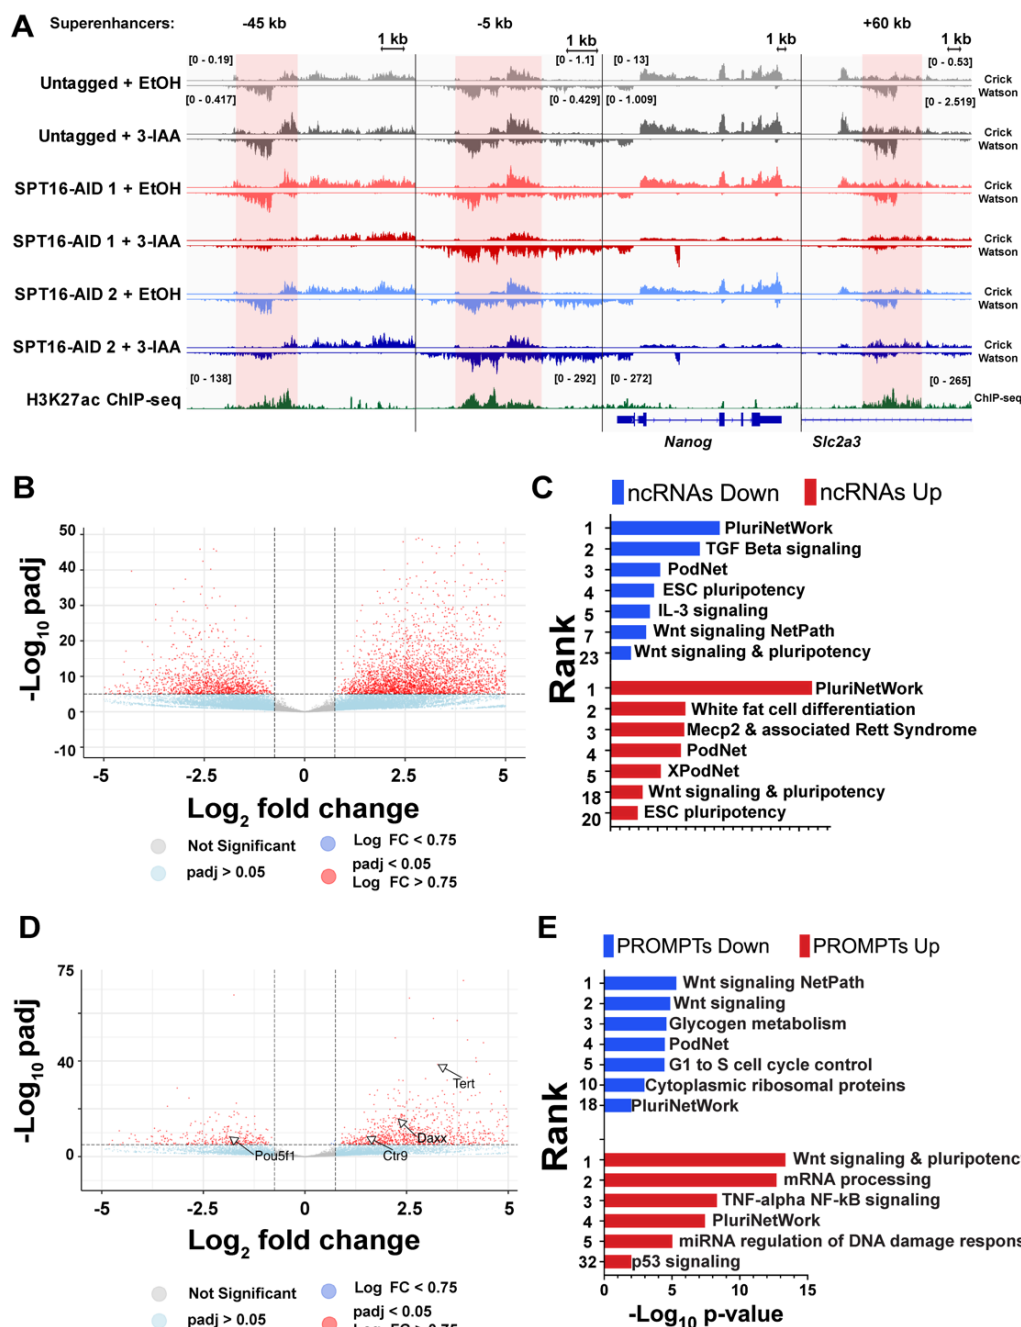 A
Superenhancers: -45 kb -5 kb +60 kb
1 kb 1 kb 1 kb 1 kb
[0 - 0.19] [0 - 1.1] [0 - 13] [0 - 0.53]
Untagged + EtOH Crick
Watson
[0 - 0.417] [0 - 0.429] [0 - 1.009] [0 - 2.519]
Untagged + 3-IAA Crick
Watson
SPT16-AID 1 + EtOH Crick
Watson
SPT16-AID 1 + 3-IAA Crick
Watson
SPT16-AID 2 + EtOH Crick
Watson
SPT16-AID 2 + 3-IAA Crick
Watson
[0 - 138] [0 - 292] [0 - 272] [0 - 265]
H3K27ac ChIP-seq ChIP-seq
Nanog Slc2a3
B
50
40
30
20
10
0
-10
-Log10 padj
-5 -2.5 0 2.5 5
Log2 fold change
Not Significant
padj > 0.05
Log FC < 0.75
padj < 0.05
Log FC > 0.75
C
ncRNAs Down ncRNAs Up
Rank
1 PluriNetWork
2 TGF Beta signaling
3 PodNet
4 ESC pluripotency
5 IL-3 signaling
7 Wnt signaling NetPath
23 Wnt signaling & pluripotency
1 PluriNetWork
2 White fat cell differentiation
3 Mecp2 & associated Rett Syndrome
4 PodNet
5 XPodNet
18 Wnt signaling & pluripotency
20 ESC pluripotency
D
75
40
0
-Log10 padj
Tert
Daxx
Pou5f1
Ctr9
-5 -2.5 0 2.5 5
Log2 fold change
Not Significant
padj > 0.05
Log FC < 0.75
padj < 0.05
Log FC > 0.75
E
PROMPTs Down PROMPTs Up
Rank
1 Wnt signaling NetPath
2 Wnt signaling
3 Glycogen metabolism
4 PodNet
5 G1 to S cell cycle control
10 Cytoplasmic ribosomal proteins
18 PluriNetWork
1 Wnt signaling & pluripotenc
2 mRNA processing
3 TNF-alpha NF-kB signaling
4 PluriNetWork
5 miRNA regulation of DNA damage respons
32 p53 signaling
0 5 10 15
-Log10 p-value